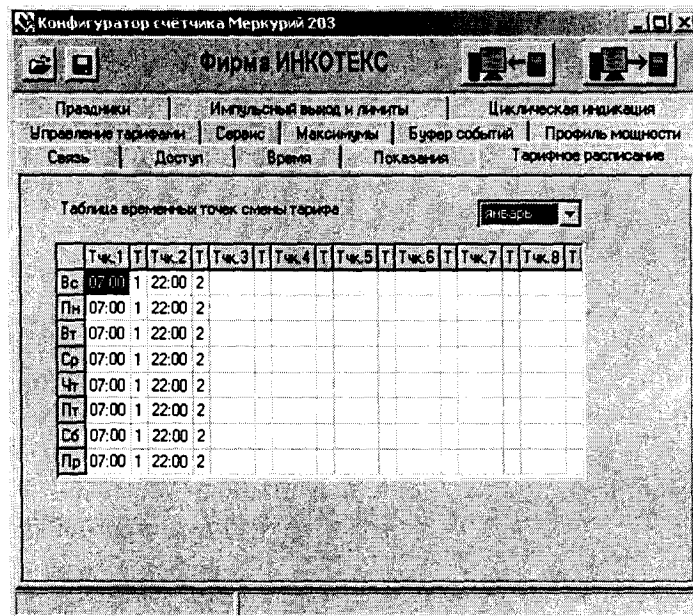 Конфигуратор счётчика Меркурий 203
Фирма ИНКОТЕКС
Праздники Импульсный выход и лимиты Циклическая индикация
Управление тарифами Сервис Максимумы Буфер событий Профиль мощности
Связь Доступ Время Показания Тарифное расписание
Таблица временных точек смены тарифа январь
Тчк.1 Т Тчк.2 Т Тчк.3 Т Тчк.4 Т Тчк.5 Т Тчк.6 Т Тчк.7 Т Тчк.8 Т
Вс 07:00 1 22:00 2
Пн 07:00 1 22:00 2
Вт 07:00 1 22:00 2
Ср 07:00 1 22:00 2
Чт 07:00 1 22:00 2
Пт 07:00 1 22:00 2
Сб 07:00 1 22:00 2
Пр 07:00 1 22:00 2